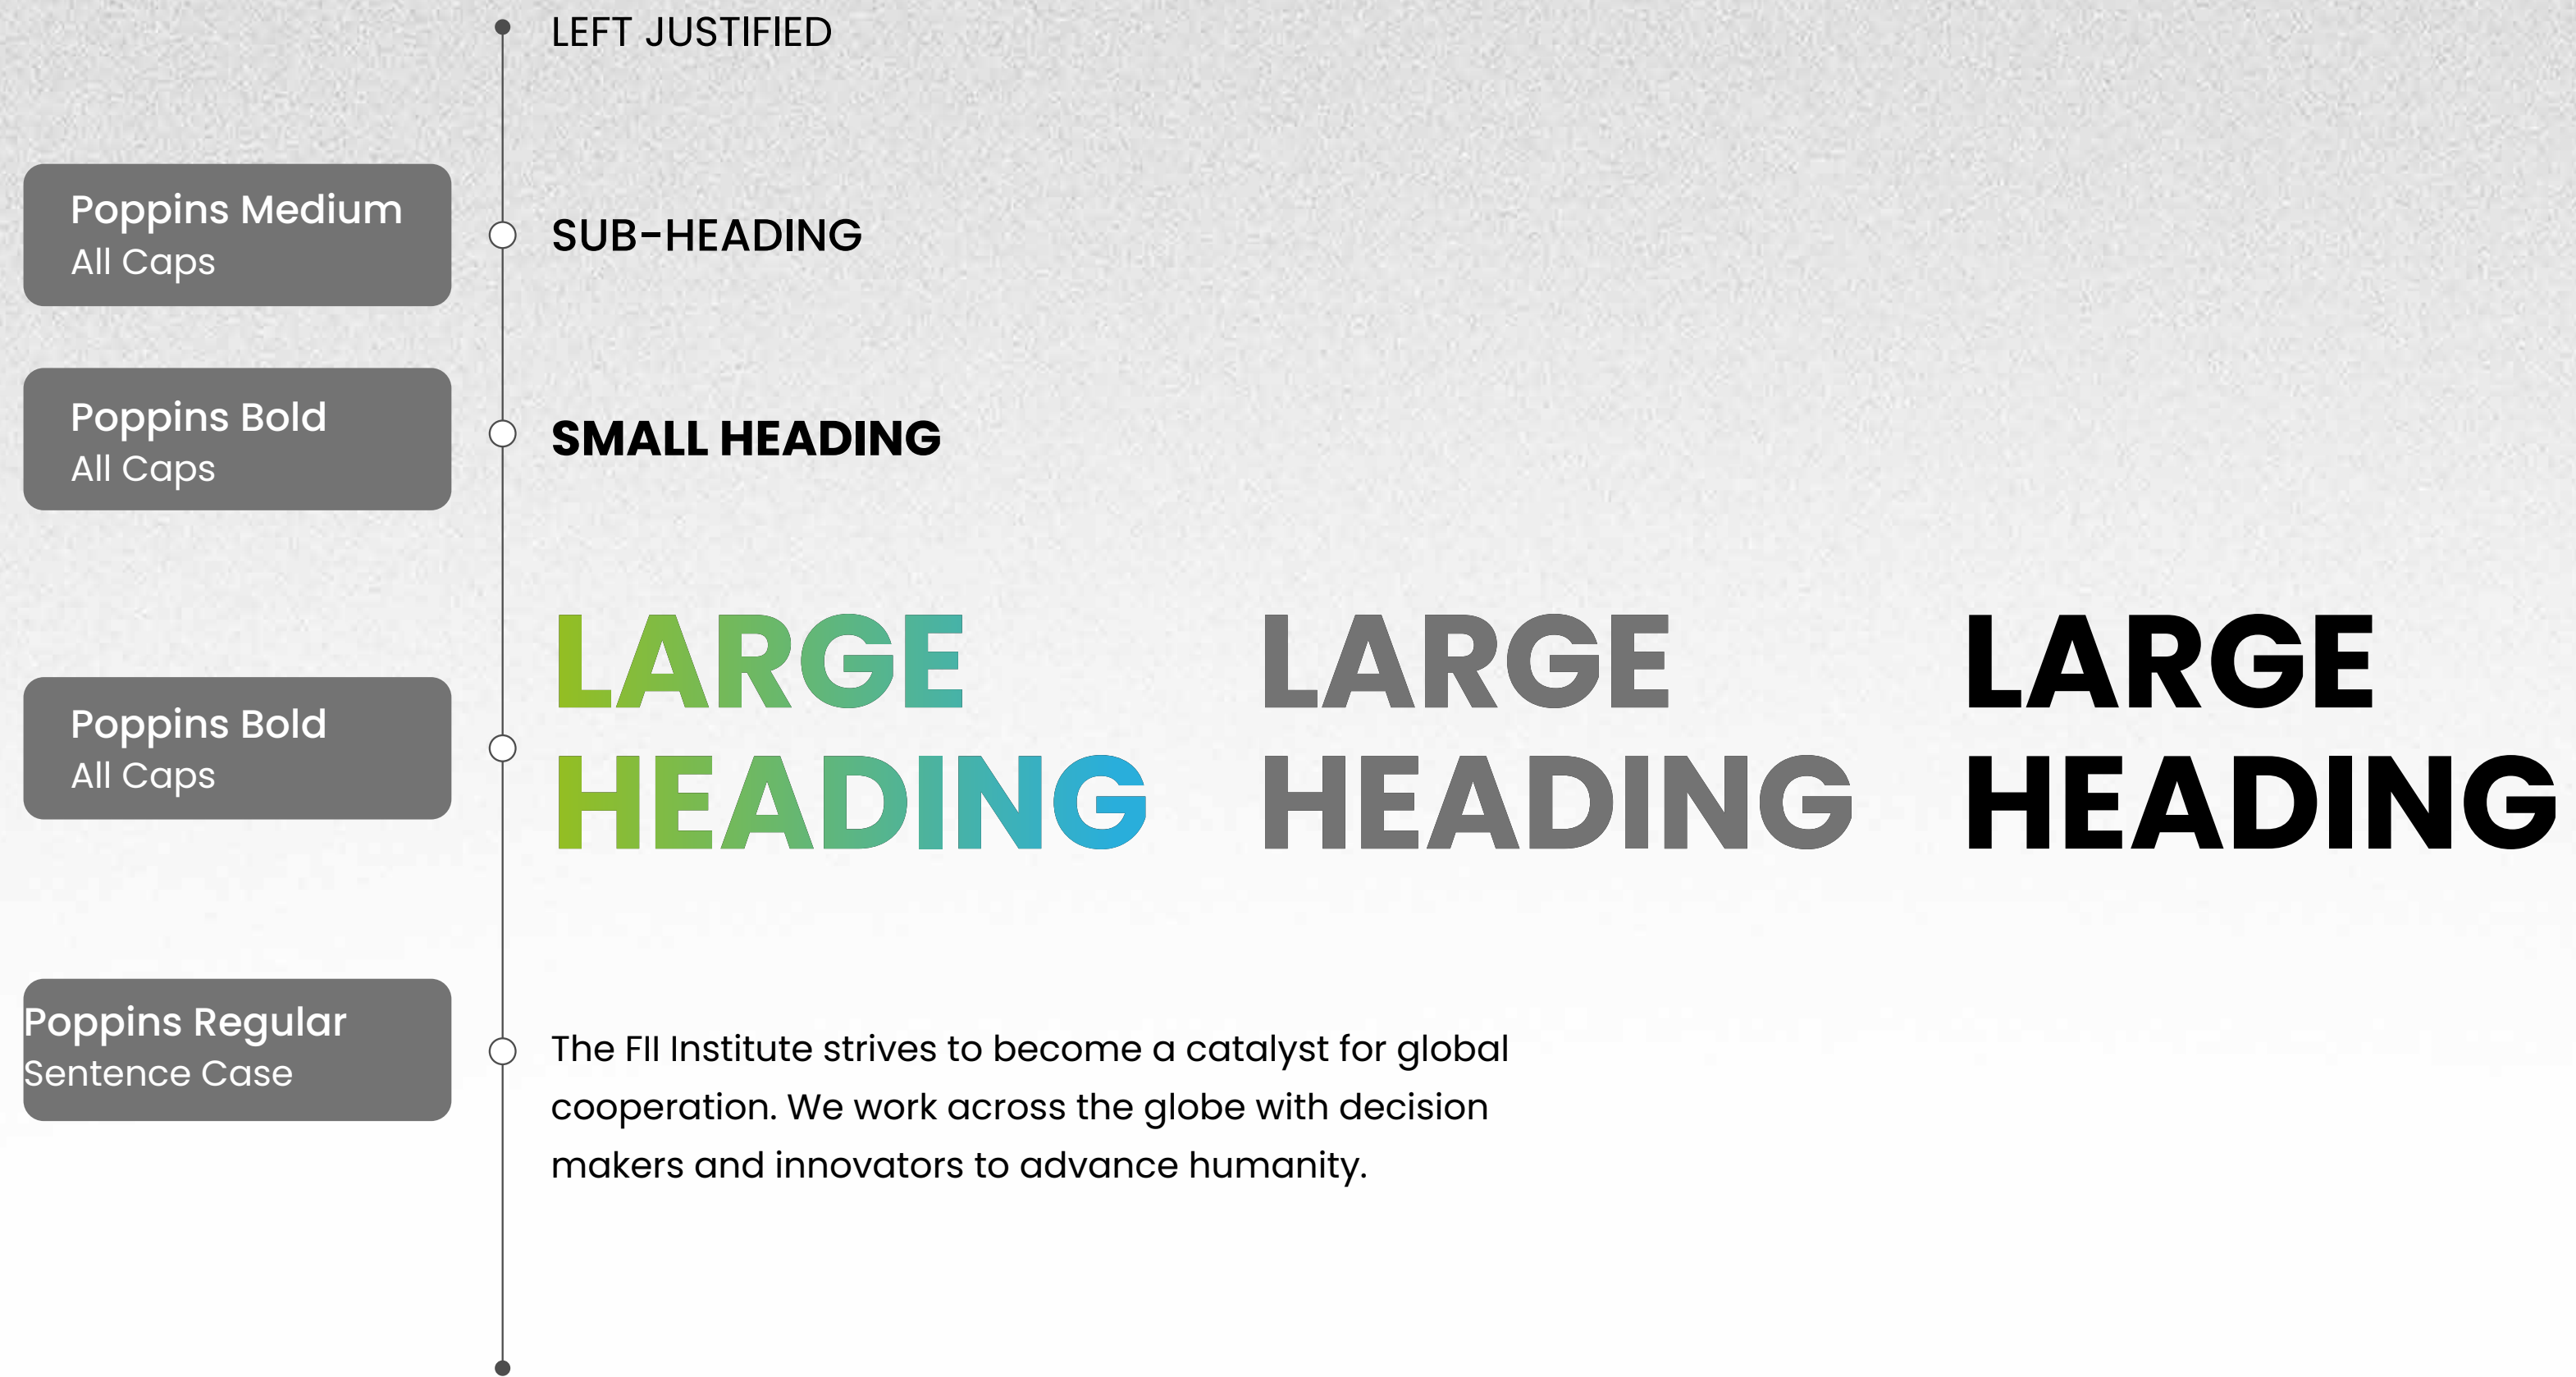 LEFT JUSTIFIED
Poppins Medium
All Caps
SUB-HEADING
Poppins Bold
All Caps
SMALL HEADING
Poppins Bold
All Caps
LARGE
HEADING
LARGE
HEADING
LARGE
HEADING
Poppins Regular
Sentence Case
The FII Institute strives to become a catalyst for global
cooperation. We work across the globe with decision
makers and innovators to advance humanity.